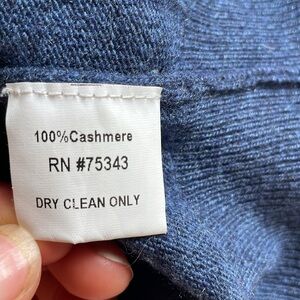 100%Cashmere
RN #75343
DRY CLEAN ONLY